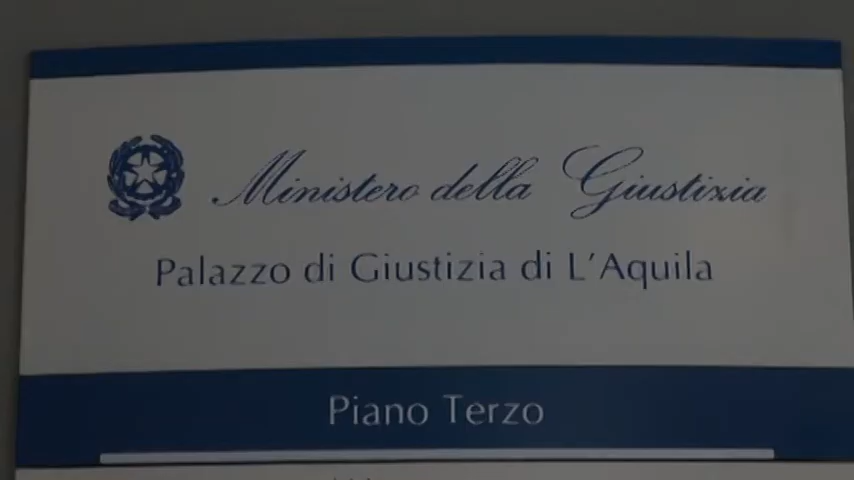 Ministero della Giustizia
Palazzo di Giustizia di L'Aquila
Piano Terzo